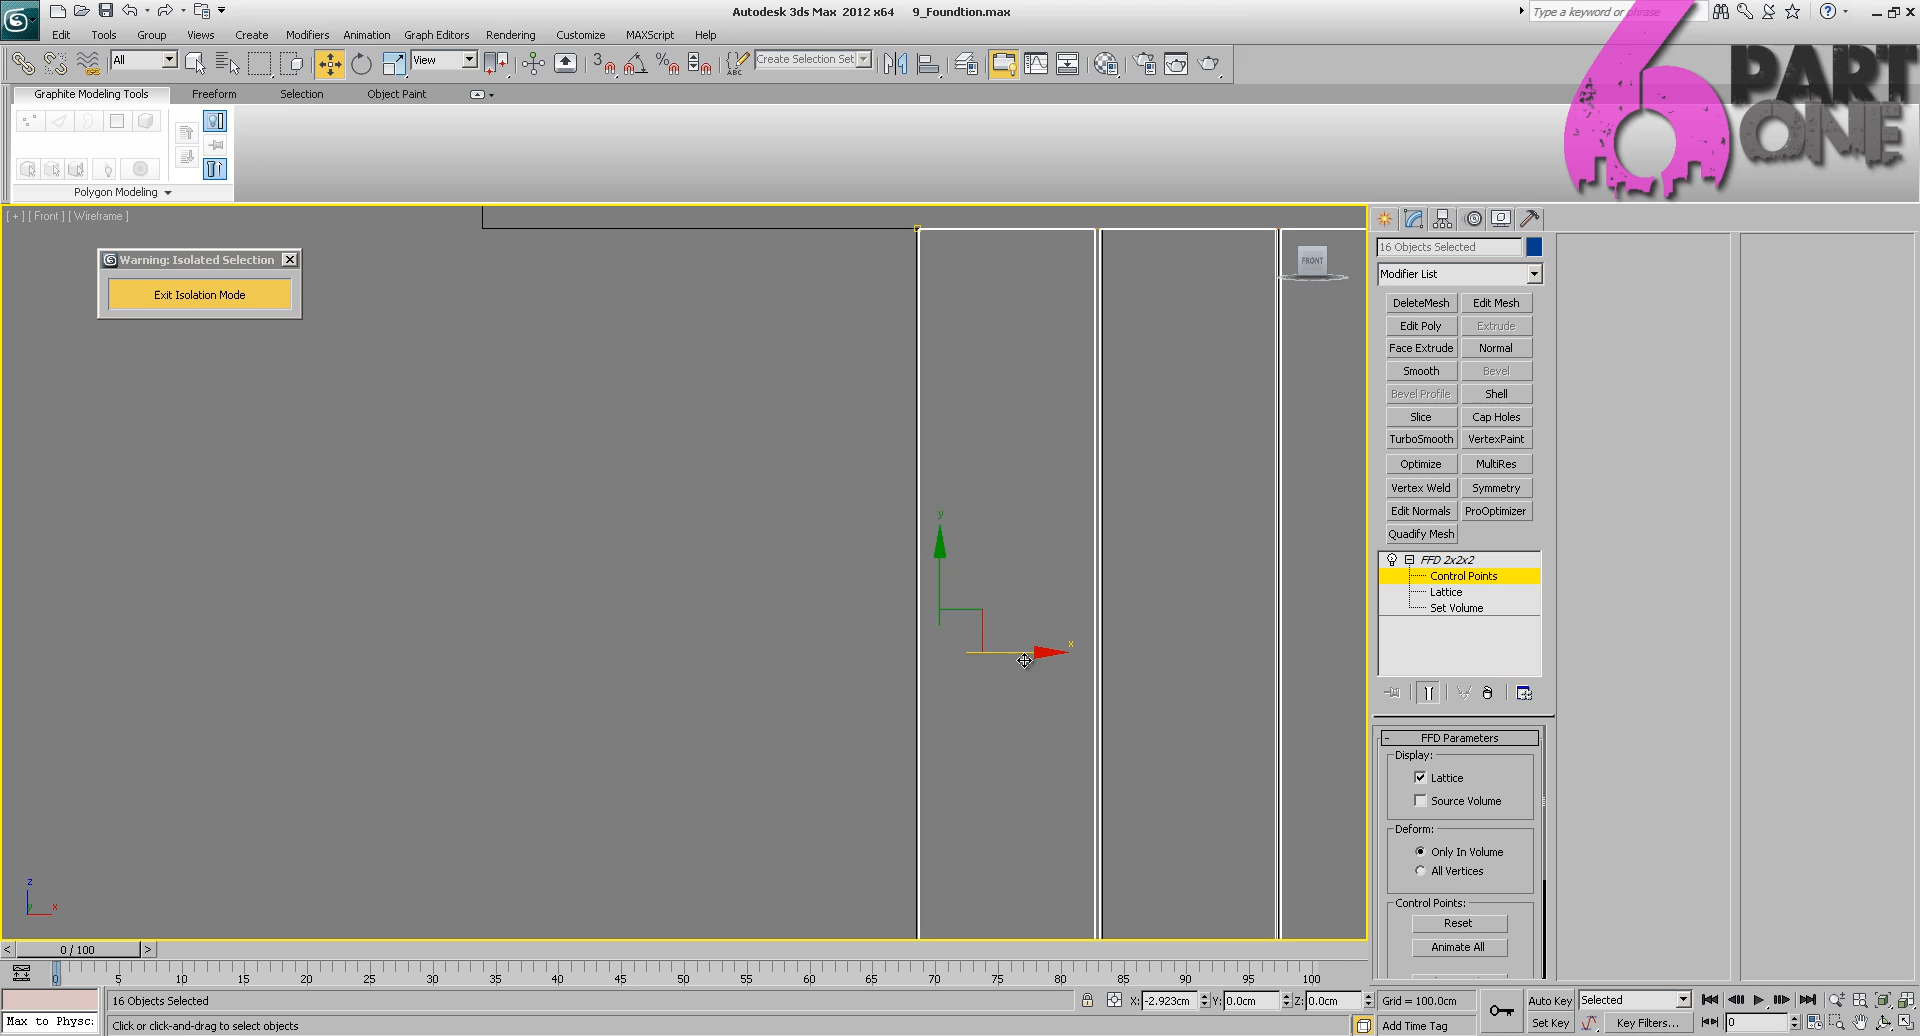 Autodesk 3ds Max 2012 x64 9_Foundtion.max
Type a keyword or phrase
Edit Tools Group Views Create Modifiers Animation Graph Editors Rendering Customize MAXScript Help
All View Create Selection Set
ABC
6 PART ONE
Graphite Modeling Tools Freeform Selection Object Paint
Polygon Modeling
[ + ] [ Front ] [ Wireframe ]
Warning: Isolated Selection
Exit Isolation Mode
FRONT
y
x
z
y
x
16 Objects Selected
Modifier List
DeleteMesh Edit Mesh
Edit Poly Extrude
Face Extrude Normal
Smooth Bevel
Bevel Profile Shell
Slice Cap Holes
TurboSmooth VertexPaint
Optimize MultiRes
Vertex Weld Symmetry
Edit Normals ProOptimizer
Quadify Mesh
FFD 2x2x2
Control Points
Lattice
Set Volume
FFD Parameters
Display:
Lattice
Source Volume
Deform:
Only In Volume
All Vertices
Control Points:
Reset
Animate All
< 0 / 100 >
0 5 10 15 20 25 30 35 40 45 50 55 60 65 70 75 80 85 90 95 100
16 Objects Selected X: -2.923cm Y: 0.0cm Z: 0.0cm Grid = 100.0cm Auto Key Selected
Max to Physc: Click or click-and-drag to select objects Add Time Tag Set Key Key Filters... 0